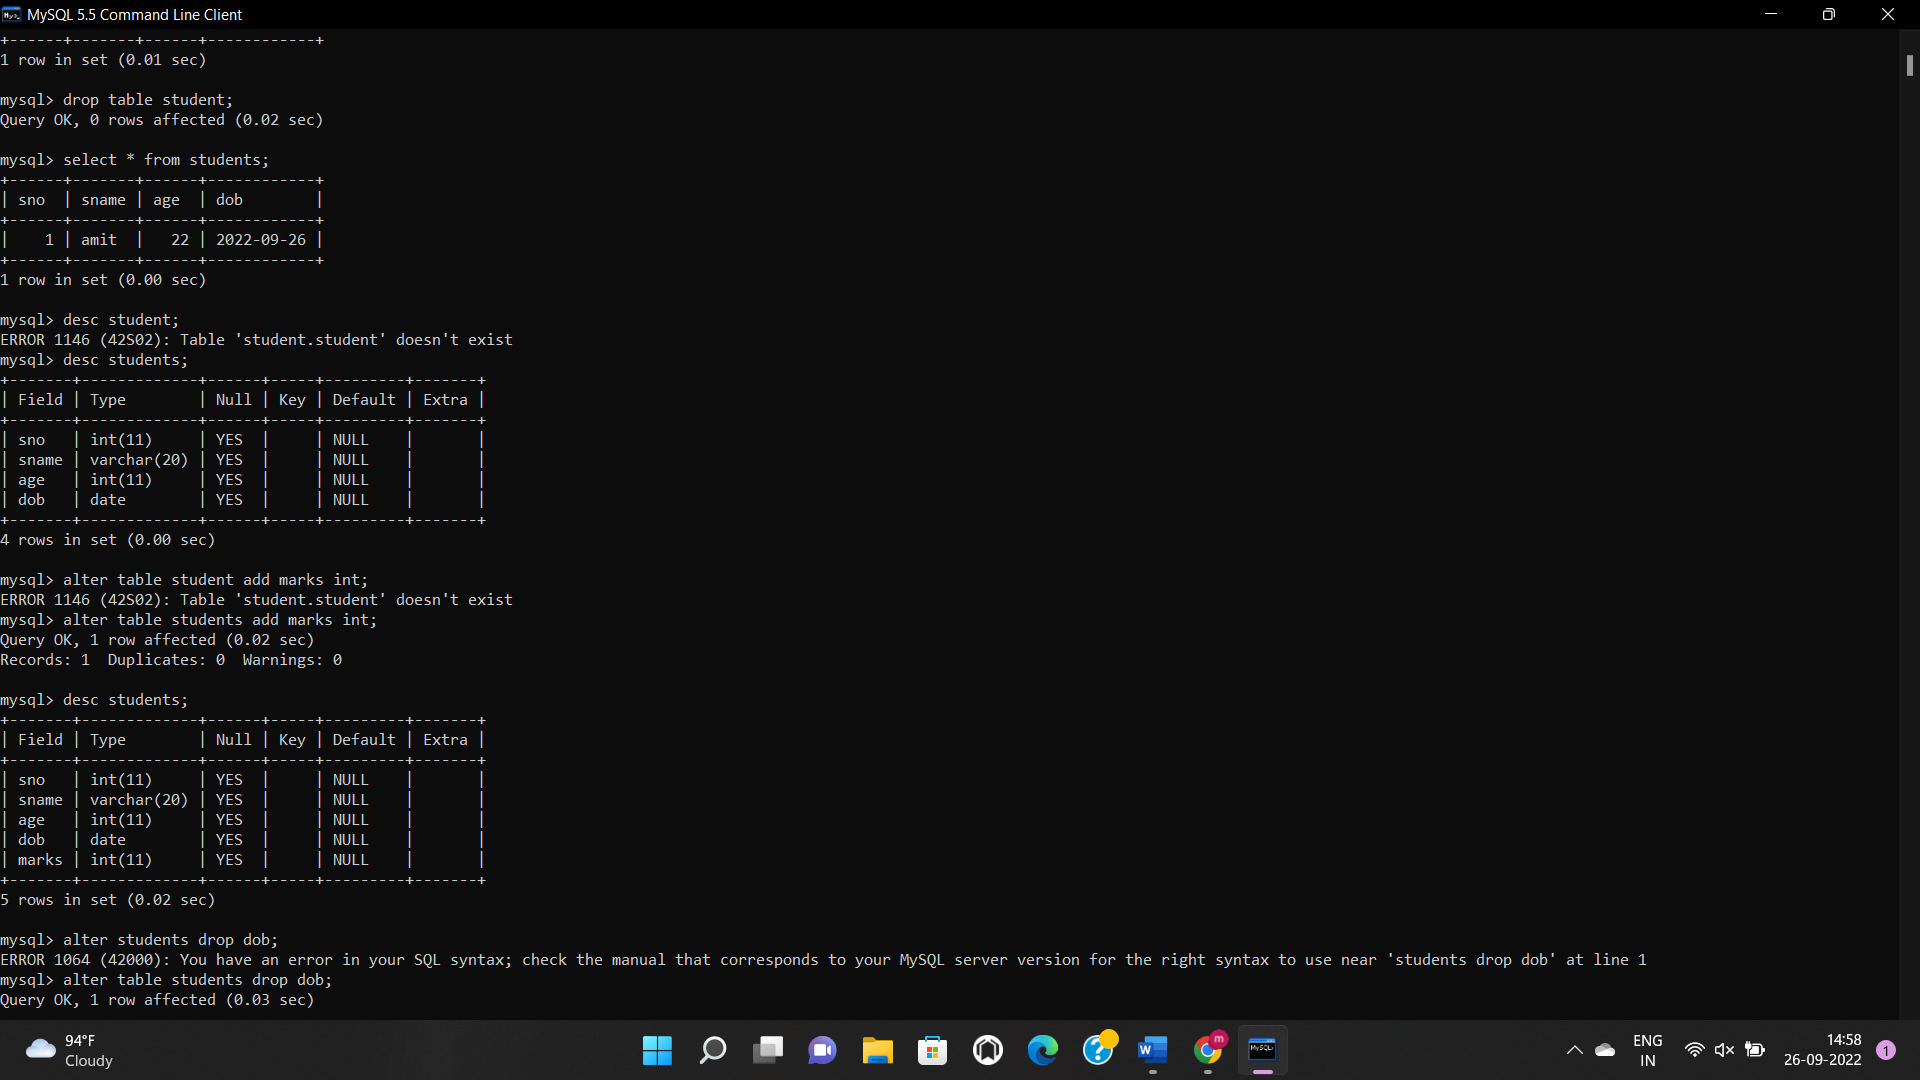 MySQL 5.5 Command Line Client
+------+-------+------+------------+
1 row in set (0.01 sec)
mysql> drop table student;
Query OK, 0 rows affected (0.02 sec)
mysql> select * from students;
+------+-------+------+------------+
| sno  | sname | age  | dob        |
+------+-------+------+------------+
|    1 | amit  |   22 | 2022-09-26 |
+------+-------+------+------------+
1 row in set (0.00 sec)
mysql> desc student;
ERROR 1146 (42S02): Table 'student.student' doesn't exist
mysql> desc students;
+-------+-------------+------+-----+---------+-------+
| Field | Type        | Null | Key | Default | Extra |
+-------+-------------+------+-----+---------+-------+
| sno   | int(11)     | YES  |     | NULL    |       |
| sname | varchar(20) | YES  |     | NULL    |       |
| age   | int(11)     | YES  |     | NULL    |       |
| dob   | date        | YES  |     | NULL    |       |
+-------+-------------+------+-----+---------+-------+
4 rows in set (0.00 sec)
mysql> alter table student add marks int;
ERROR 1146 (42S02): Table 'student.student' doesn't exist
mysql> alter table students add marks int;
Query OK, 1 row affected (0.02 sec)
Records: 1  Duplicates: 0  Warnings: 0
mysql> desc students;
+-------+-------------+------+-----+---------+-------+
| Field | Type        | Null | Key | Default | Extra |
+-------+-------------+------+-----+---------+-------+
| sno   | int(11)     | YES  |     | NULL    |       |
| sname | varchar(20) | YES  |     | NULL    |       |
| age   | int(11)     | YES  |     | NULL    |       |
| dob   | date        | YES  |     | NULL    |       |
| marks | int(11)     | YES  |     | NULL    |       |
+-------+-------------+------+-----+---------+-------+
5 rows in set (0.02 sec)
mysql> alter students drop dob;
ERROR 1064 (42000): You have an error in your SQL syntax; check the manual that corresponds to your MySQL server version for the right syntax to use near 'students drop dob' at line 1
mysql> alter table students drop dob;
Query OK, 1 row affected (0.03 sec)
94°F
Cloudy
W
m
MySQL
ENG
IN
14:58
26-09-2022
1